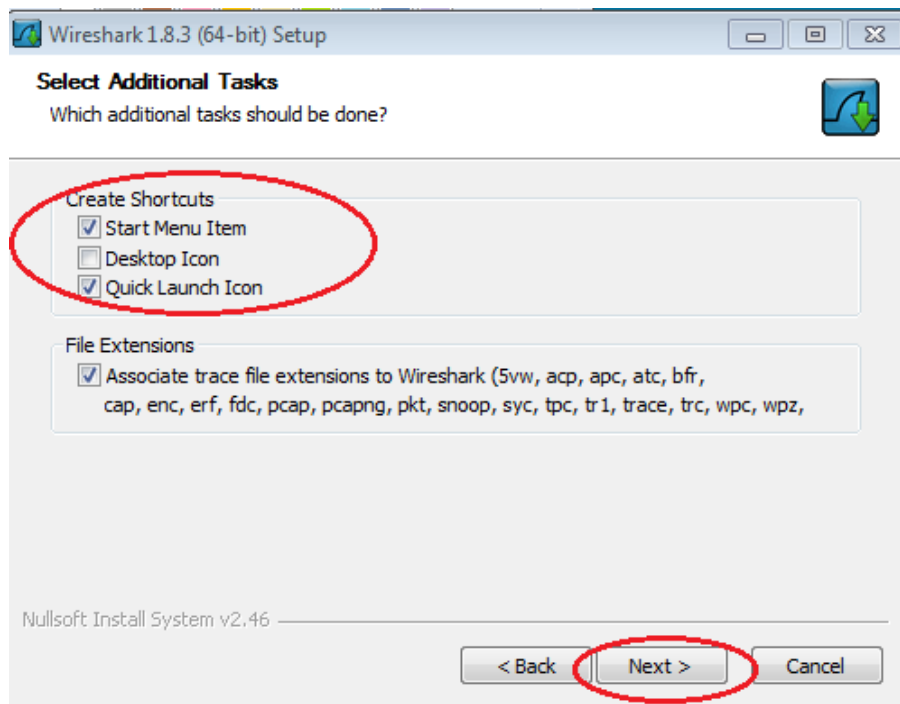 Wireshark 1.8.3 (64-bit) Setup
Select Additional Tasks
Which additional tasks should be done?
Create Shortcuts
Start Menu Item
Desktop Icon
Quick Launch Icon
File Extensions
Associate trace file extensions to Wireshark (5vw, acp, apc, atc, bfr,
cap, enc, erf, fdc, pcap, pcapng, pkt, snoop, syc, tpc, tr1, trace, trc, wpc, wpz,
Nullsoft Install System v2.46
< Back
Next >
Cancel